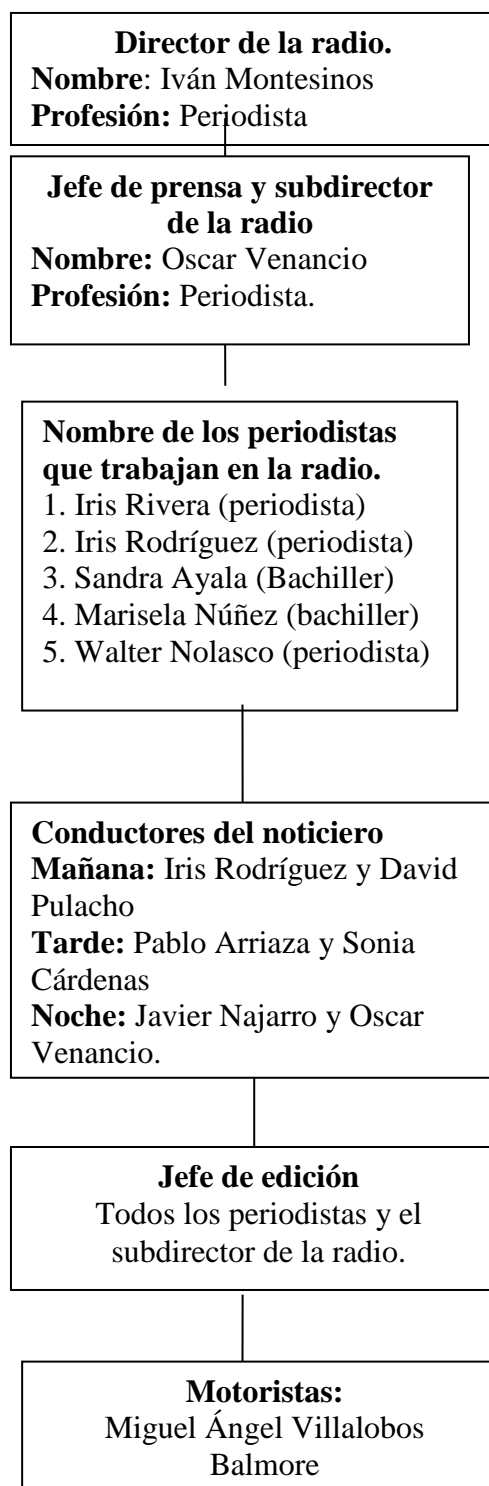 Director de la radio.
Nombre: Iván Montesinos
Profesión: Periodista
Jefe de prensa y subdirector
de la radio
Nombre: Oscar Venancio
Profesión: Periodista.
Nombre de los periodistas
que trabajan en la radio.
1. Iris Rivera (periodista)
2. Iris Rodríguez (periodista)
3. Sandra Ayala (Bachiller)
4. Marisela Núñez (bachiller)
5. Walter Nolasco (periodista)
Conductores del noticiero
Mañana: Iris Rodríguez y David
Pulacho
Tarde: Pablo Arriaza y Sonia
Cárdenas
Noche: Javier Najarro y Oscar
Venancio.
Jefe de edición
Todos los periodistas y el
subdirector de la radio.
Motoristas:
Miguel Ángel Villalobos
Balmore